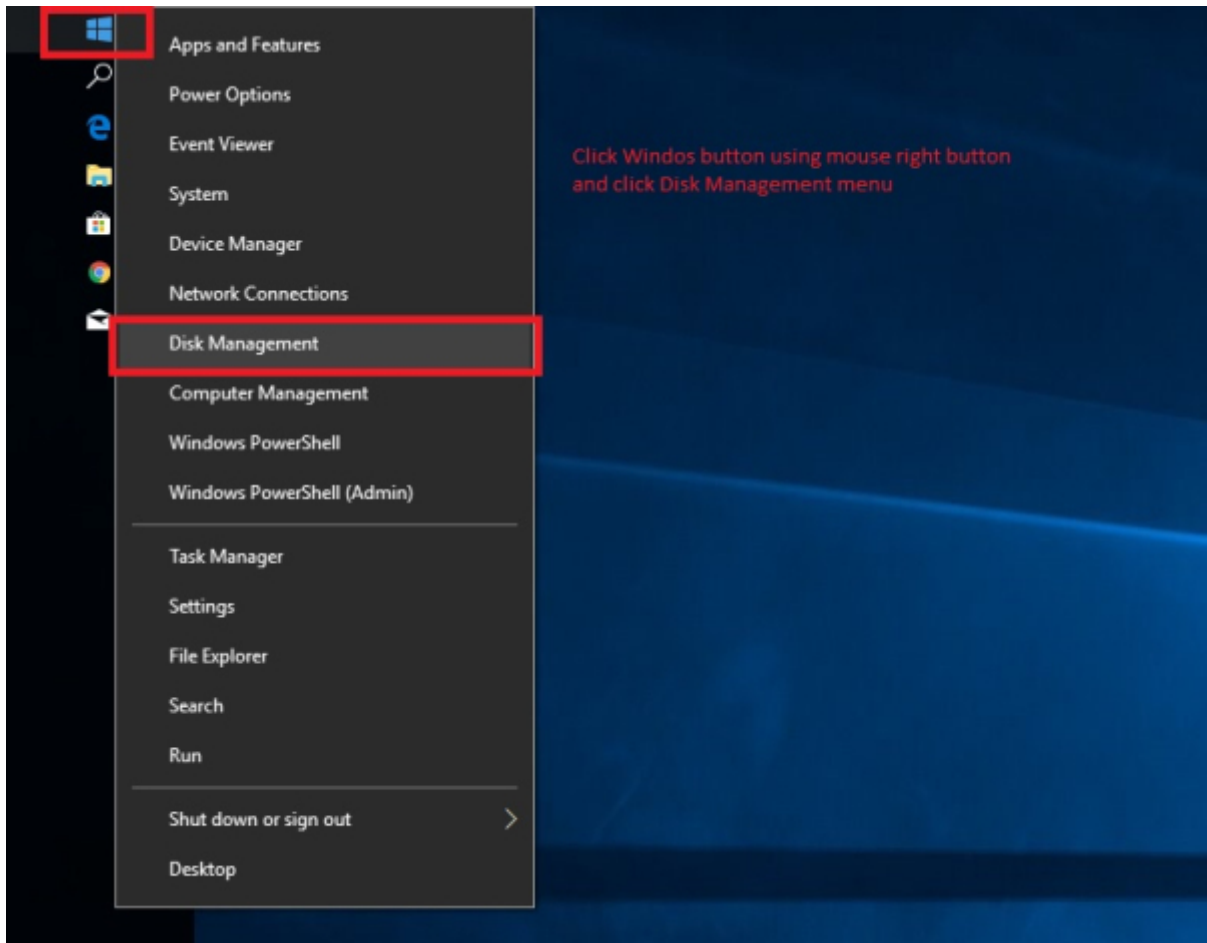 Apps and Features
Power Options
Event Viewer
Click Windos button using mouse right button
and click Disk Management menu
System
Device Manager
Network Connections
Disk Management
Computer Management
Windows PowerShell
Windows PowerShell (Admin)
Task Manager
Settings
File Explorer
Search
Run
Shut down or sign out
Desktop